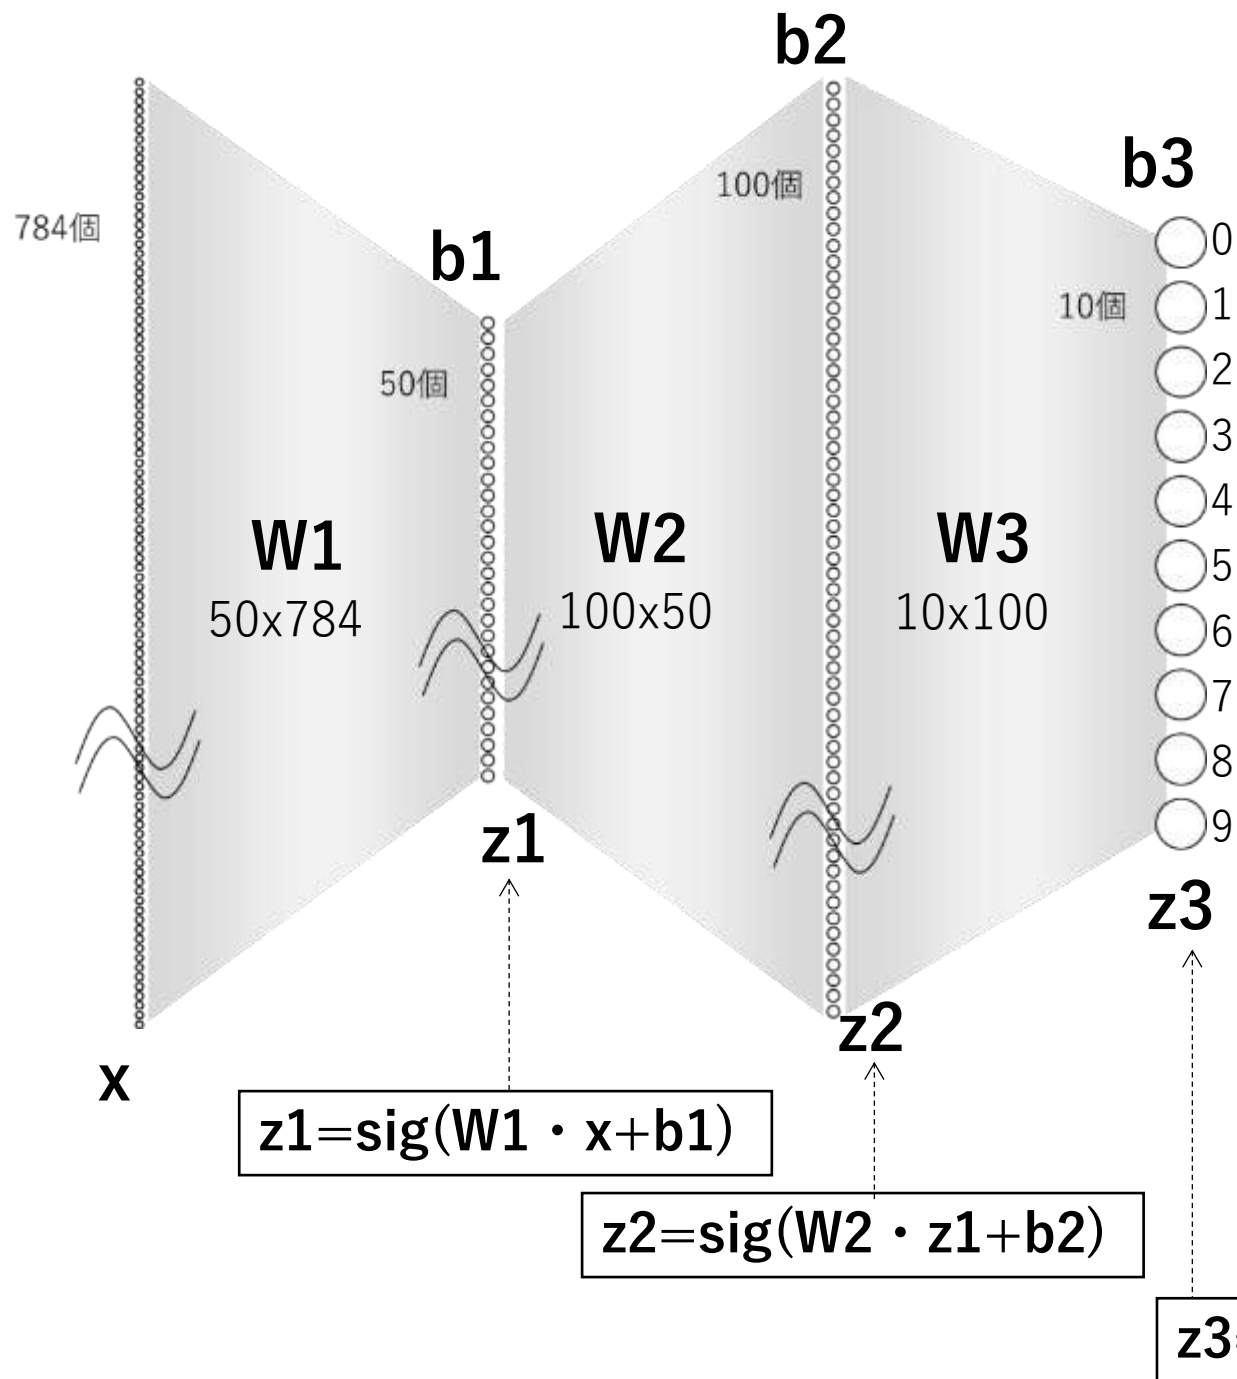 b2
b3
100個
784個
b1
0
1
10個
2
50個
3
4
W1
50x784
W2
100x50
W3
10x100
5
6
7
8
9
z1
z3
z2
x
z1=sig(W1・x+b1)
z2=sig(W2・z1+b2)
z3